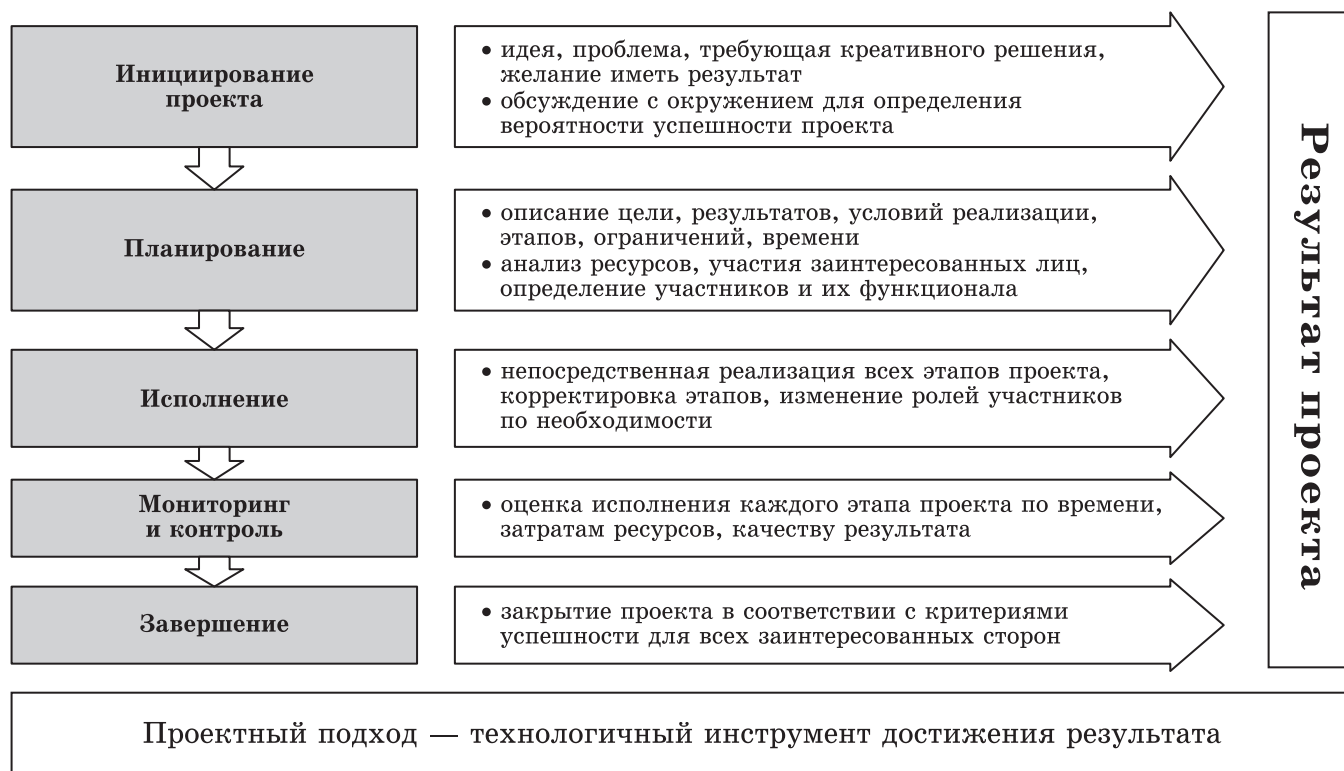 Инициирование
проекта
• идея, проблема, требующая креативного решения,
желание иметь результат
• обсуждение с окружением для определения
вероятности успешности проекта
Планирование
• описание цели, результатов, условий реализации,
этапов, ограничений, времени
• анализ ресурсов, участия заинтересованных лиц,
определение участников и их функционала
Исполнение
• непосредственная реализация всех этапов проекта,
корректировка этапов, изменение ролей участников
по необходимости
Мониторинг
и контроль
• оценка исполнения каждого этапа проекта по времени,
затратам ресурсов, качеству результата
Завершение
• закрытие проекта в соответствии с критериями
успешности для всех заинтересованных сторон
Результат проекта
Проектный подход — технологичный инструмент достижения результата